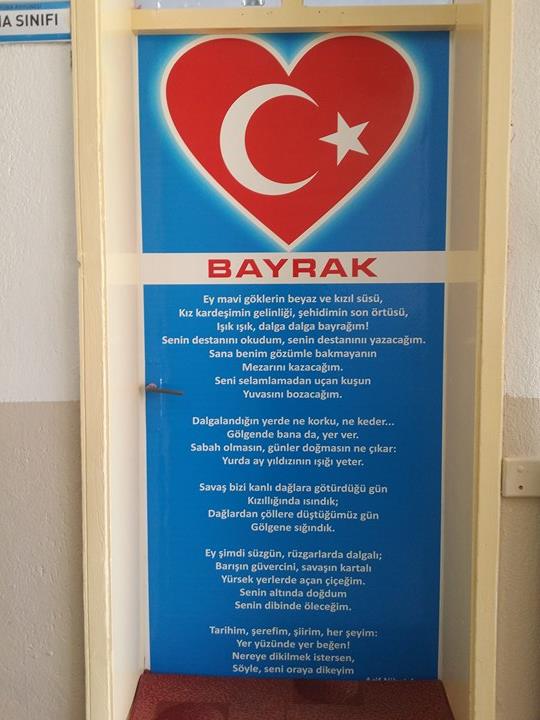 SINIFI
BAYRAK
Ey mavi göklerin beyaz ve kızıl süsü,
Kız kardeşimin gelinliği, şehidimin son örtüsü,
Işık ışık, dalga dalga bayrağım!
Senin destanını okudum, senin destanınıı yazacağım.
Sana benim gözümle bakmayanın
Mezarını kazacağım.
Seni selamlamadan uçan kuşun
Yuvasını bozacağım.
Dalgalandığın yerde ne korku, ne keder...
Gölgende bana da, yer ver.
Sabah olmasın, günler doğmasın ne çıkar:
Yurda ay yıldızının ışığı yeter.
Savaş bizi kanlı dağlara götürdüğü gün
Kızıllığında ısındık;
Dağlardan çöllere düştüğümüz gün
Gölgene sığındık.
Ey şimdi süzgün, rüzgarlarda dalgalı;
Barışın güvercini, savaşın kartalı
Yürsek yerlerde açan çiçeğim.
Senin altında doğdum
Senin dibinde öleceğim.
Tarihim, şerefim, şiirim, her şeyim:
Yer yüzünde yer beğen!
Nereye dikilmek istersen,
Söyle, seni oraya dikeyim